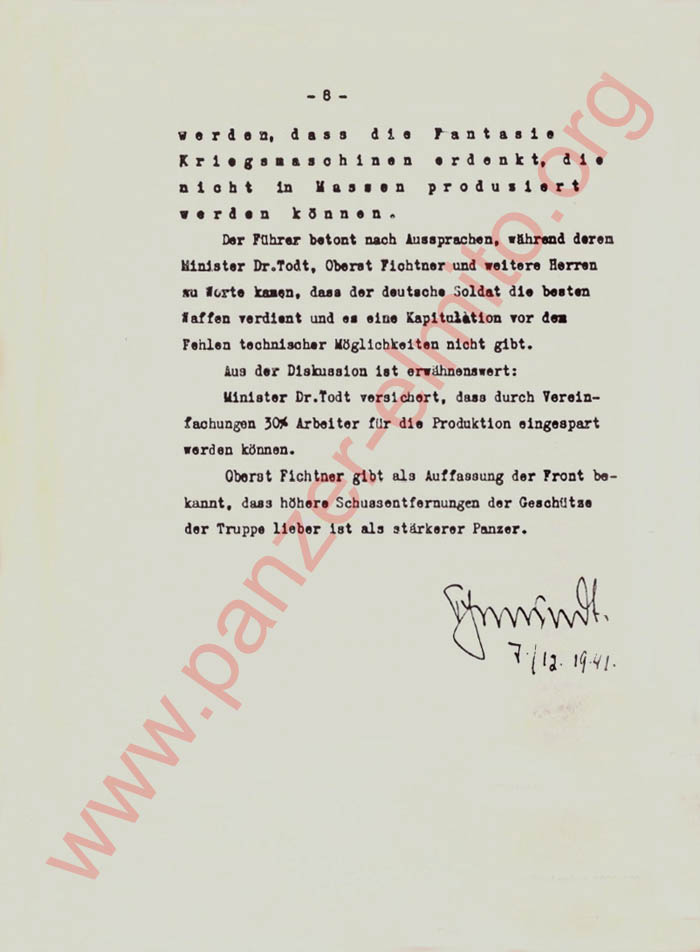 - 8 -
werden, dass die Fantasie
Kriegsmaschinen erdenkt, die
nicht in Massen produziert
werden können.
Der Führer betont nach Aussprachen, während deren
Minister Dr.Todt, Oberst Fichtner und weitere Herren
zu Worte kamen, dass der deutsche Soldat die besten
Waffen verdient und es eine Kapitulation vor dem
Fehlen technischer Möglichkeiten nicht gibt.
Aus der Diskussion ist erwähnenswert:
Minister Dr.Todt versichert, dass durch Verein-
fachungen 30% Arbeiter für die Produktion eingespart
werden können.
Oberst Fichtner gibt als Auffassung der Front be-
kannt, dass höhere Schussentfernungen der Geschütze
der Truppe lieber ist als stärkerer Panzer.
Schmundt.
7./12.1941.
www.panzer-elmito.org